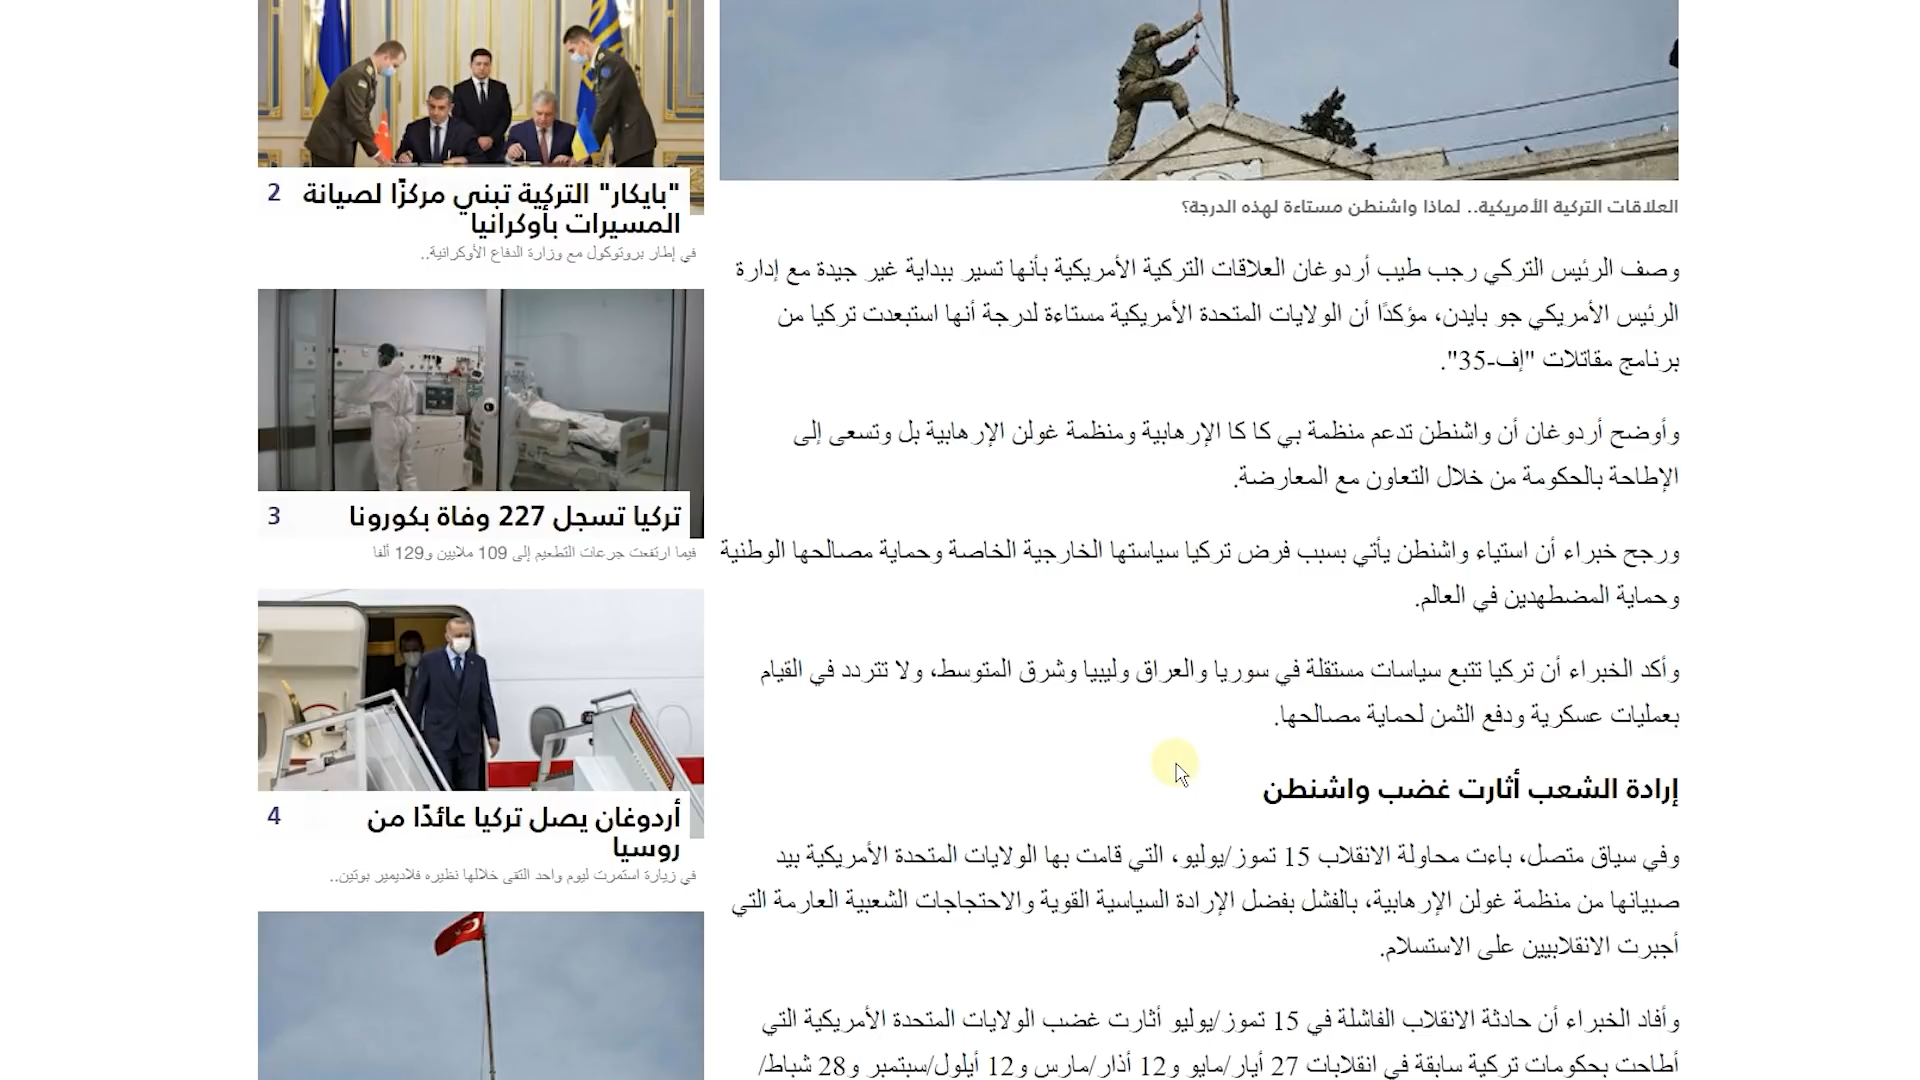 العلاقات التركية الأمريكية.. لماذا واشنطن مستاءة لهذه الدرجة؟
وصف الرئيس التركي رجب طيب أردوغان العلاقات التركية الأمريكية بأنها تسير ببداية غير جيدة مع إدارة
الرئيس الأمريكي جو بايدن، مؤكدًا أن الولايات المتحدة الأمريكية مستاءة لدرجة أنها استبعدت تركيا من
برنامج مقاتلات "إف-35".
وأوضح أردوغان أن واشنطن تدعم منظمة بي كا كا الإرهابية ومنظمة غولن الإرهابية بل وتسعى إلى
الإطاحة بالحكومة من خلال التعاون مع المعارضة.
ورجح خبراء أن استياء واشنطن يأتي بسبب فرض تركيا سياستها الخارجية الخاصة وحماية مصالحها الوطنية
وحماية المضطهدين في العالم.
وأكد الخبراء أن تركيا تتبع سياسات مستقلة في سوريا والعراق وليبيا وشرق المتوسط، ولا تتردد في القيام
بعمليات عسكرية ودفع الثمن لحماية مصالحها.
إرادة الشعب أثارت غضب واشنطن
وفي سياق متصل، باءت محاولة الانقلاب 15 تموز/يوليو، التي قامت بها الولايات المتحدة الأمريكية بيد
صبيانها من منظمة غولن الإرهابية، بالفشل بفضل الإرادة السياسية القوية والاحتجاجات الشعبية العارمة التي
أجبرت الانقلابيين على الاستسلام.
وأفاد الخبراء أن حادثة الانقلاب الفاشلة في 15 تموز/يوليو أثارت غضب الولايات المتحدة الأمريكية التي
أطاحت بحكومات تركية سابقة في انقلابات 27 أيار/مايو و12 أذار/مارس و12 أيلول/سبتمبر و28 شباط/
"بايكار" التركية تبني مركزًا لصيانة 2
المسيرات بأوكرانيا
في إطار بروتوكول مع وزارة الدفاع الأوكرانية..
تركيا تسجل 227 وفاة بكورونا 3
فيما ارتفعت جرعات التطعيم إلى 109 ملايين و129 ألفا
أردوغان يصل تركيا عائدًا من 4
روسيا
في زيارة استمرت ليوم واحد التقى خلالها نظيره فلاديمير بوتين..